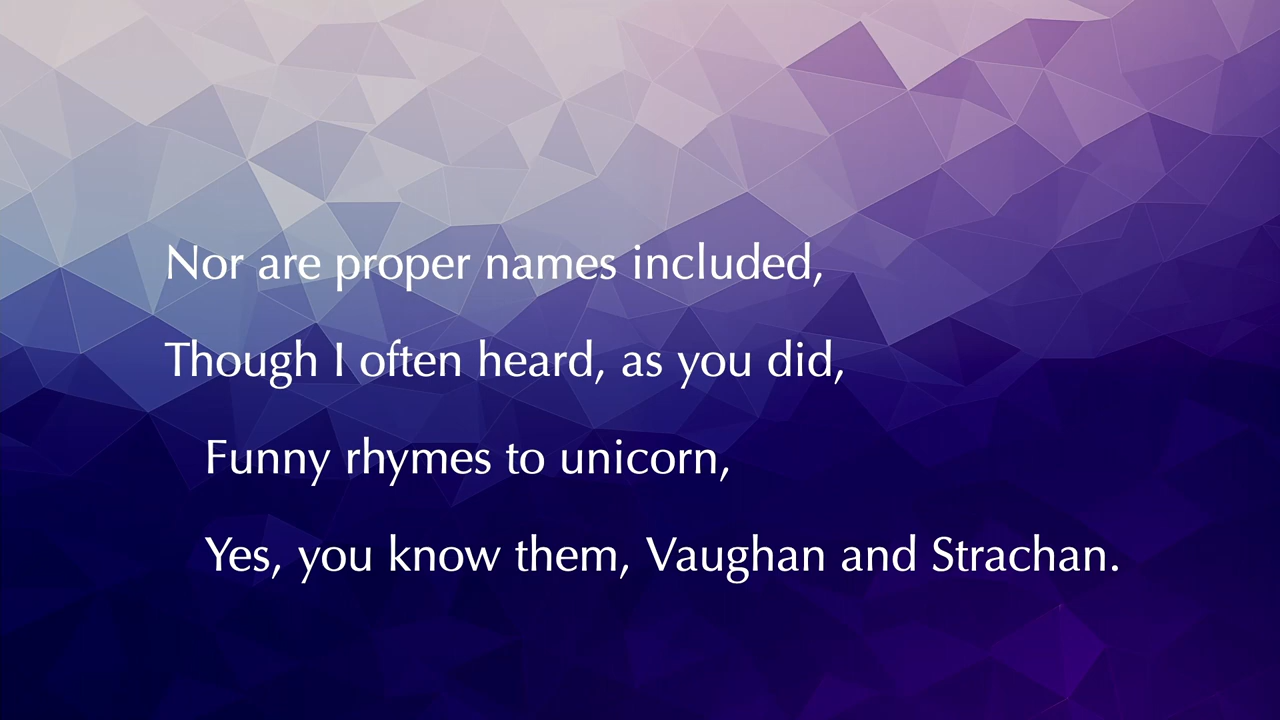 Nor are proper names included,
Though I often heard, as you did,
Funny rhymes to unicorn,
Yes, you know them, Vaughan and Strachan.